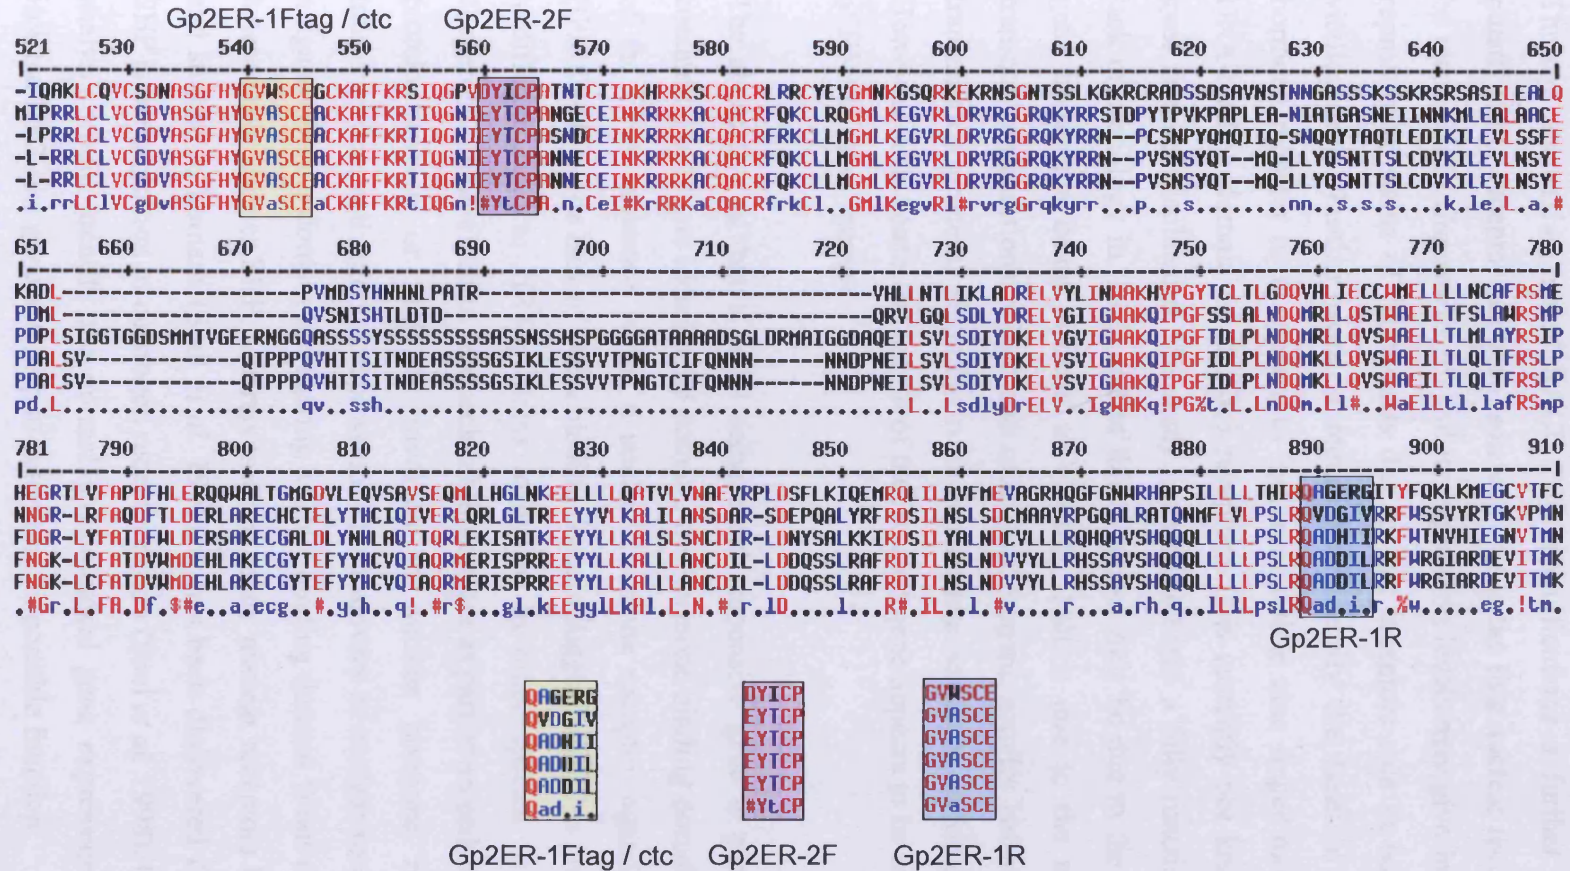 Gp2ER-1Ftag / ctc Gp2ER-2F
521 530 540 550 560 570 580 590 600 610 620 630 640 650
-IQAKLCQVCSDNASGFHYGVWSCEGCKAFFKRSIQGPVDYICPATNTCTIDKHRRKSCQACRLRRCYEVGMNKGSQRKEKRNSGNTSSLKGKRCRADSSDSAVNSTNNGASSSKSSKRSRSASILEALQ
MIPRRLCLVCGDVASGFHYGVASCEACKAFFKRTIQGNIEYTCPANGECEINKRRRKACQACRFQKCLRQGMLKEGVRLDRVRGGRQKYRRSTDPYTPVKPAPLEA-NIATGASNEIINNKMLEALAACE
-LPRRLCLVCGDVASGFHYGVASCEACKAFFKRTIQGNIEYTCPASNDCEINKRRRKACQACRFQKCLLMGMLKEGVRLDRVRGGRQKYRRN--PCSNPYQMQIIQ-SNQQYTAQTLEDIKILEVLSSFE
-L-RRLCLVCGDVASGFHYGVASCEACKAFFKRTIQGNIEYTCPANNECEINKRRRKACQACRFQKCLLMGMLKEGVRLDRVRGGRQKYRRN--PVSNSYQT--MQ-LLYQSNTTSLCDVKILEVLNSYE
-L-RRLCLVCGDVASGFHYGVASCEACKAFFKRTIQGNIEYTCPANNECEINKRRRKACQACRFQKCLLMGMLKEGVRLDRVRGGRQKYRRN--PVSNSYQT--MQ-LLYQSNTTSLCDVKILEVLNSYE
.i.rrLClVCgDvASGFHYGVaSCEaCKAFFKRtIQGn!#YtCPA.n.CeI#KrRRKaCQACRfrkCl..GMlKegvRl#rvrgGrqkyrr...p...s........nn..s.s.s....k.le.L.a.#
651 660 670 680 690 700 710 720 730 740 750 760 770 780
KADL--------------------PVMDSYHNHNLPATR---------------------------------VHLLNTLIKLADRELVYLINWAKHVPGYTCLTLGDQVHLIECCWMELLLLNCAFRSME
PDML--------------------QVSNISHTLDTD------------------------------------QRVLGQLSDLYDRELVGIIGWAKQIPGFSSLALNDQMRLLQSTWAEILTFSLAWRSMP
PDPLSIGGTGGDSMMTVGEERNGGQASSSSYSSSSSSSSSASSNSSHSPGGGGATAAAADSGLDRMAIGGDAQEILSVLSDIYDKELVGVIGWAKQIPGFTDLPLNDQMRLLQVSWAEILTLMLAYRSIP
PDALSV-------------QTPPPQVHTTSITNDEASSSSGSIKLESSVVTPNGTCIFQNNN------NNDPNEILSVLSDIYDKELVSVIGWAKQIPGFIDLPLNDQMKLLQVSWAEILTLQLTFRSLP
PDALSV-------------QTPPPQVHTTSITNDEASSSSGSIKLESSVVTPNGTCIFQNNN------NNDPNEILSVLSDIYDKELVSVIGWAKQIPGFIDLPLNDQMKLLQVSWAEILTLQLTFRSLP
pd.L....................qv..ssh.........................................L..LsdlyDrELV..IgWAKq!PG%t.L.LnDQm.Ll#..WaElLtl.lafRSmp
781 790 800 810 820 830 840 850 860 870 880 890 900 910
HEGRTLVFAPDFHLERQQWALTGMGDVLEQVSAVSEQMLLHGLNKEELLLLQATVLVNAEVRPLDSFLKIQEMRQLILDVFMEVAGRHQGFGNWRHAPSILLLLTHIRQAGERGITYFQKLKMEGCVTFC
NNGR-LRFAQDFTLDERLARECHCTELYTHCIQIVERLQRLGLTREEYYVLKALILANSDAR-SDEPQALYRFRDSILNSLSDCMAAVRPGQALRATQNMFLVLPSLRQVDGIVRRFWSSVYRTGKVPMN
FDGR-LYFATDFWLDERSAKECGALDLYNHLAQITQRLEKISATKEEYYLLKALSLSNCDIR-LDNYSALKKIRDSILYALNDCVLLLRQHQAVSHQQQLLLLLPSLRQADHIIRKFWTNVHIEGNVTMN
FNGK-LCFATDVWMDEHLAKECGYTEFYYHCVQIAQRMERISPRREEYYLLKALLLANCDIL-LDDQSSLRAFRDTILNSLNDVVYLLRHSSAVSHQQQLLLLLPSLRQADDILRRFWRGIARDEVITMK
FNGK-LCFATDVWMDEHLAKECGYTEFYYHCVQIAQRMERISPRREEYYLLKALLLANCDIL-LDDQSSLRAFRDTILNSLNDVVYLLRHSSAVSHQQQLLLLLPSLRQADDILRRFWRGIARDEVITMK
.#Gr.L.FA.Df.$#e..a.ecg..#.y.h..q!.#r$...gl.kEEyylLkAl.L.N.#.r.lD....l...R#.IL..l.#v....r...a.rh.q..lLlLpslRQad.i.r.%w.....eg.!tm.
Gp2ER-1R
QAGERG DYICP GVWSCE
QVDGIV EYTCP GVASCE
QADHII EYTCP GVASCE
QADDIL EYTCP GVASCE
QADDIL EYTCP GVASCE
Qad.i. #YtCP GVaSCE
Gp2ER-1Ftag / ctc Gp2ER-2F Gp2ER-1R